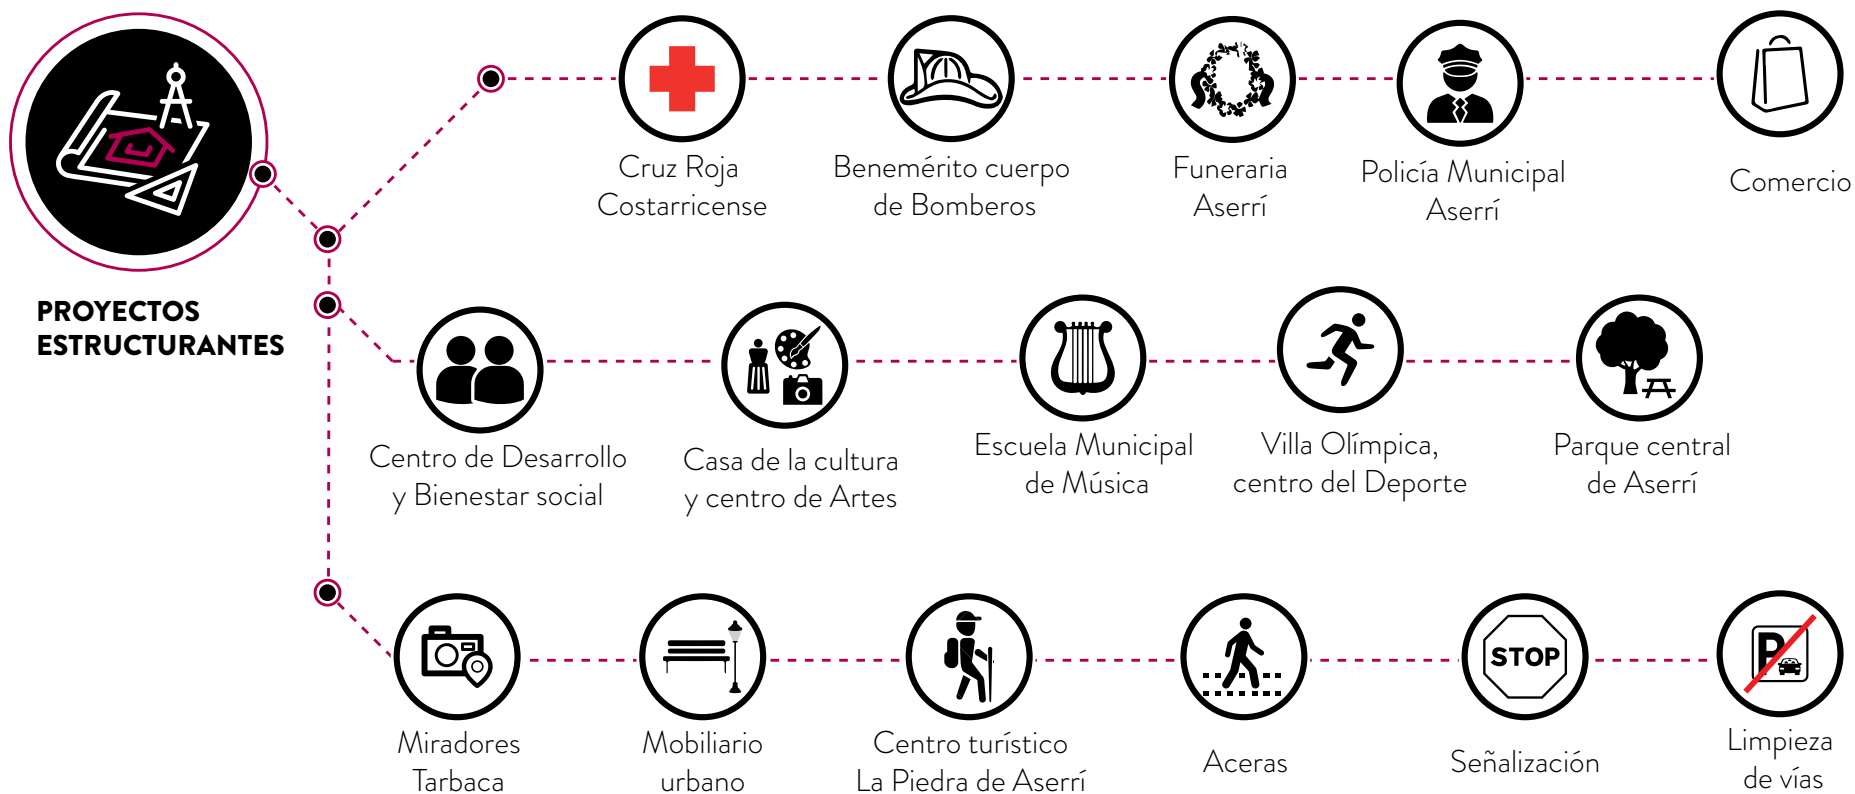 PROYECTOS
ESTRUCTURANTES
Cruz Roja
Costarricense
Benemérito cuerpo
de Bomberos
Funeraria
Aserrí
Policía Municipal
Aserrí
Comercio
Centro de Desarrollo
y Bienestar social
Casa de la cultura
y centro de Artes
Escuela Municipal
de Música
Villa Olímpica,
centro del Deporte
Parque central
de Aserrí
Miradores
Tarbaca
Mobiliario
urbano
Centro turístico
La Piedra de Aserrí
Aceras
STOP
Señalización
P
Limpieza
de vías